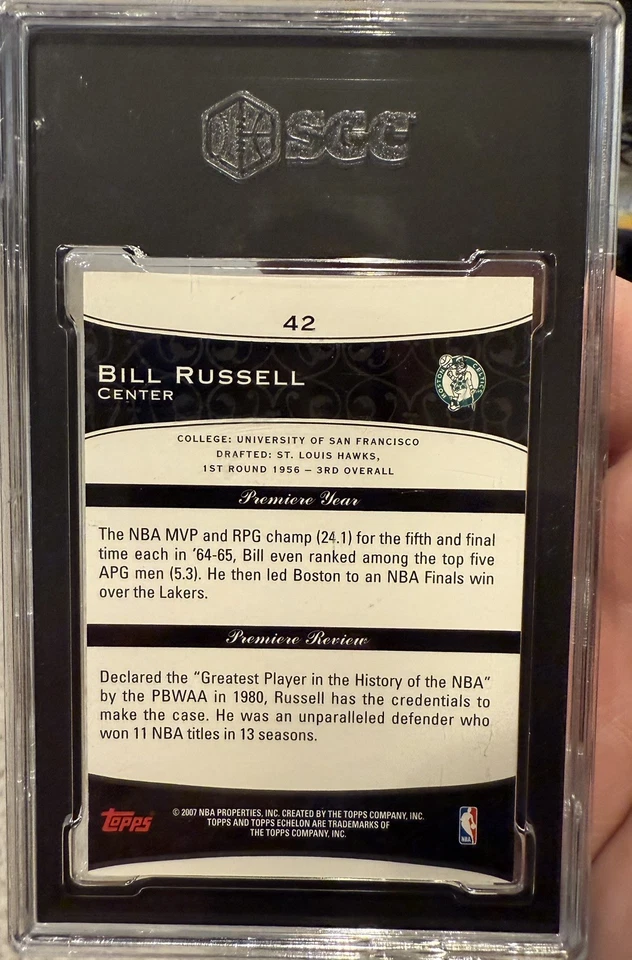 SGC
42
BILL RUSSELL
CENTER
BOSTON CELTICS
COLLEGE: UNIVERSITY OF SAN FRANCISCO
DRAFTED: ST. LOUIS HAWKS,
1ST ROUND 1956 – 3RD OVERALL
Premiere Year
The NBA MVP and RPG champ (24.1) for the fifth and final
time each in ’64-65, Bill even ranked among the top five
APG men (5.3). He then led Boston to an NBA Finals win
over the Lakers.
Premiere Review
Declared the “Greatest Player in the History of the NBA”
by the PBWAA in 1980, Russell has the credentials to
make the case. He was an unparalleled defender who
won 11 NBA titles in 13 seasons.
Topps
© 2007 NBA PROPERTIES, INC. CREATED BY THE TOPPS COMPANY, INC.
TOPPS AND TOPPS ECHELON ARE TRADEMARKS OF
THE TOPPS COMPANY, INC.
NBA